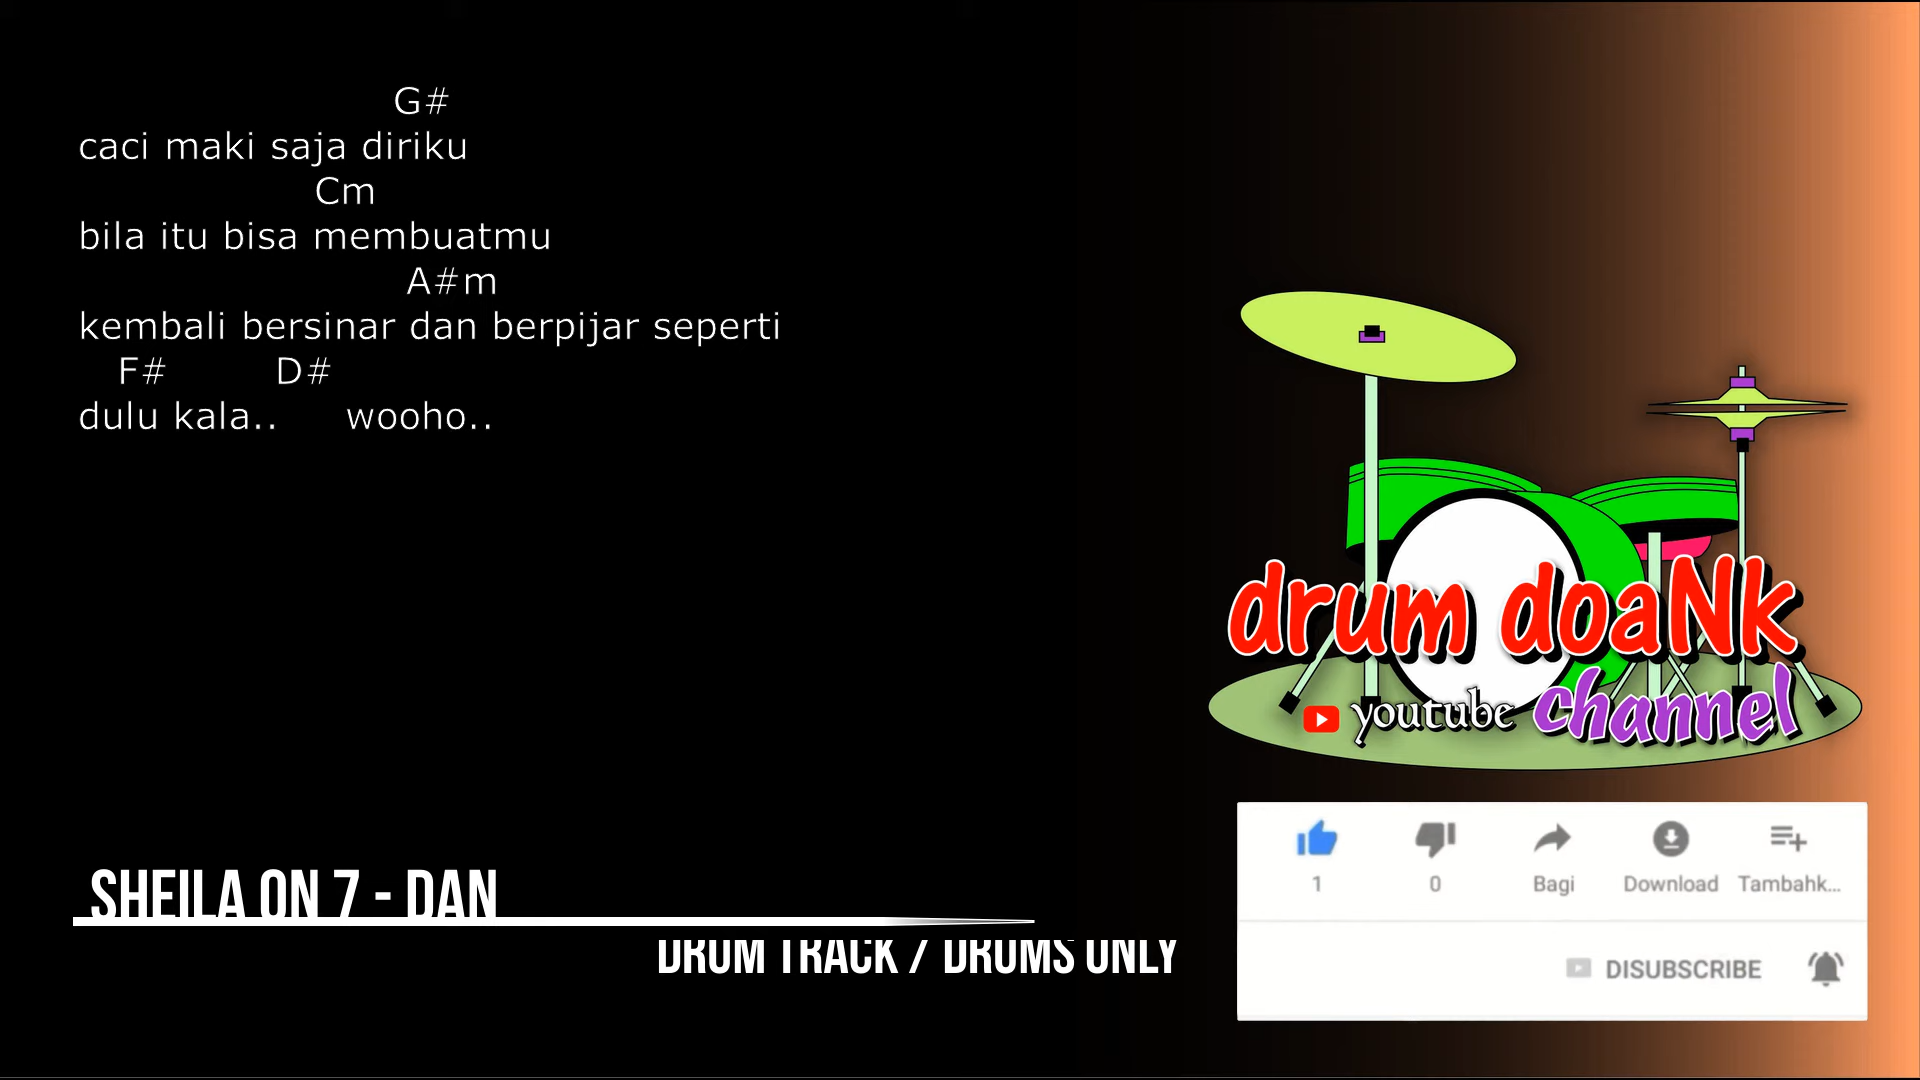 G#
caci maki saja diriku
Cm
bila itu bisa membuatmu
A#m
kembali bersinar dan berpijar seperti
F# D#
dulu kala.. wooho..
drum doaNk
youtube channel
SHEILA ON 7 - DAN
DRUM TRACK / DRUMS ONLY
1 0 Bagi Download Tambahk...
DISUBSCRIBE